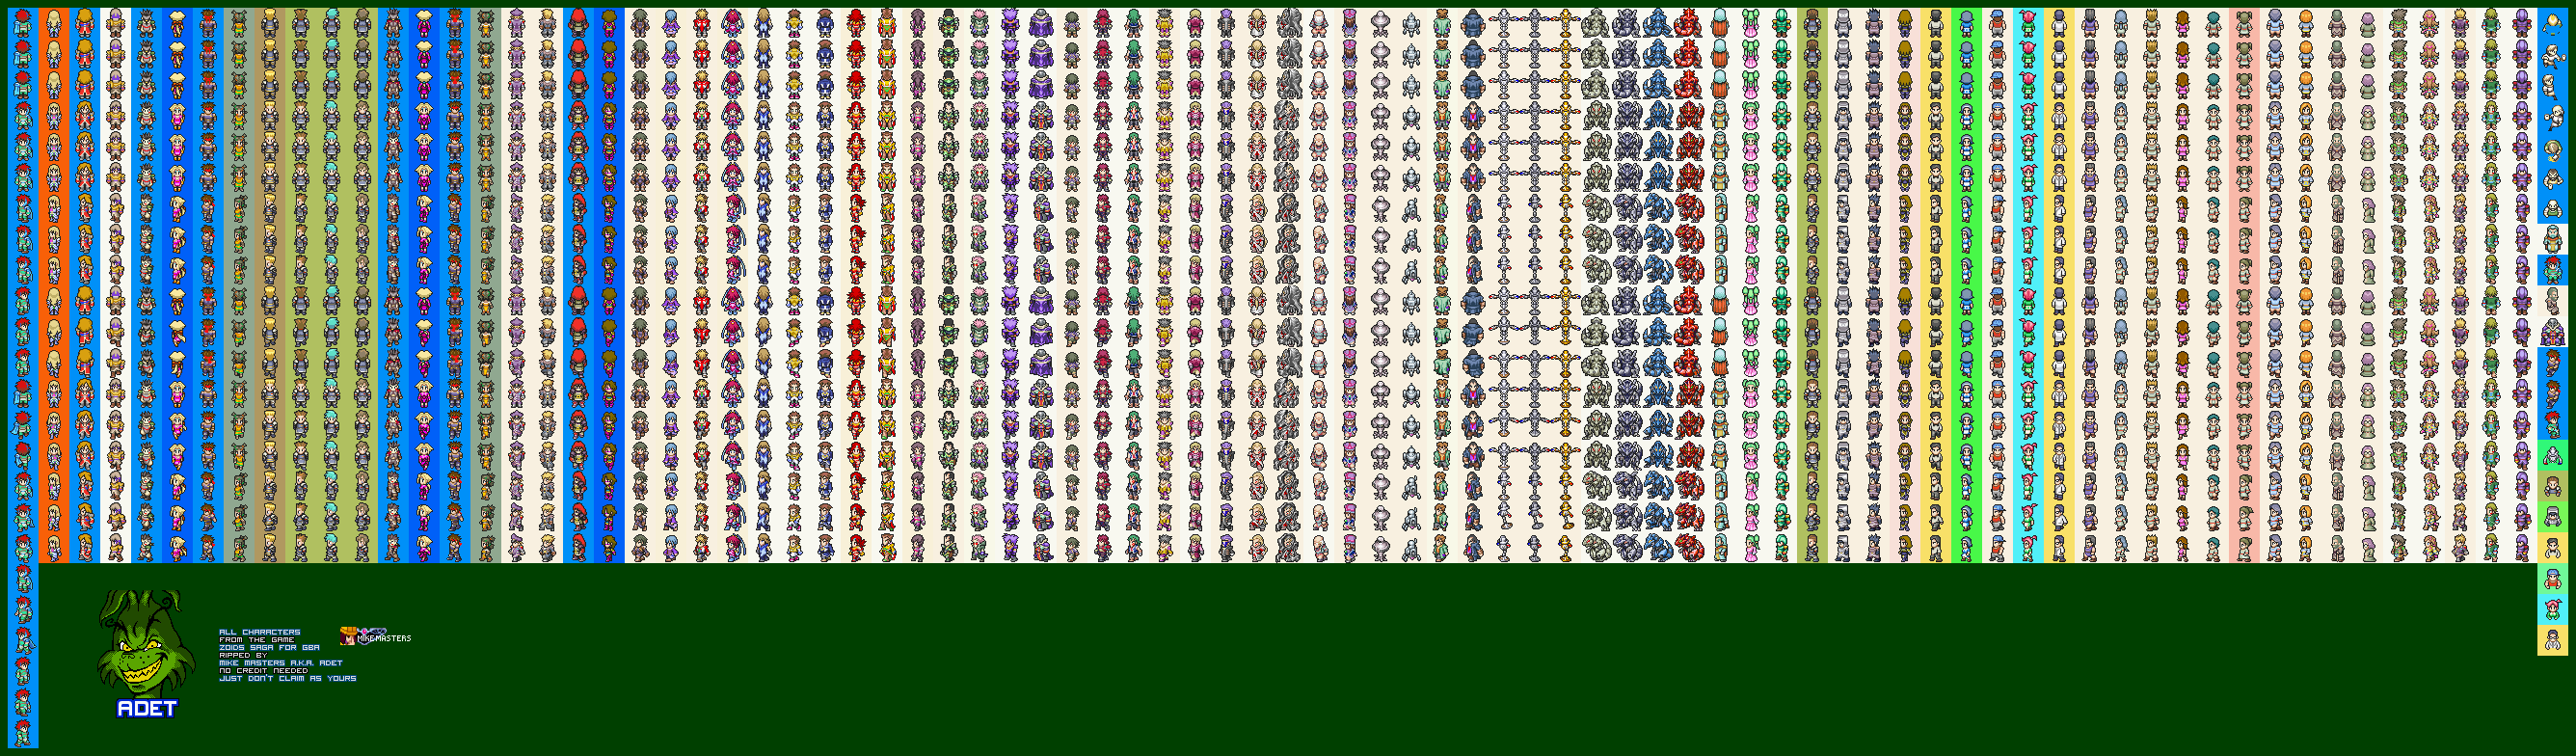 ALL CHARACTERS
FROM THE GAME
ZOIDS SAGA FOR GBA
RIPPED BY
MIKE MASTERS A.K.A. ADET
NO CREDIT NEEDED
JUST DON'T CLAIM AS YOURS
MIKEMASTERS
ADET